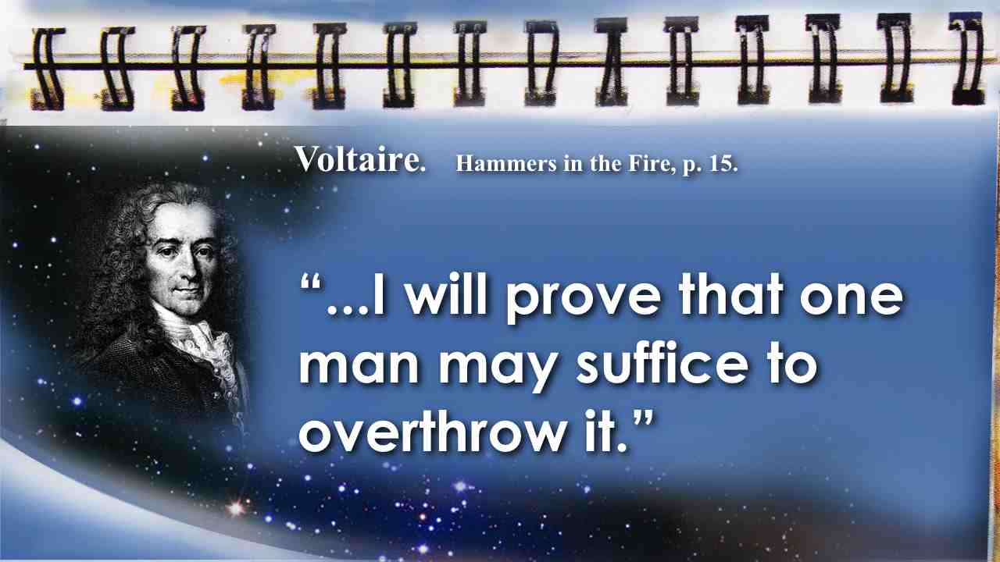 Voltaire. Hammers in the Fire, p. 15.
“...I will prove that one
man may suffice to
overthrow it.”